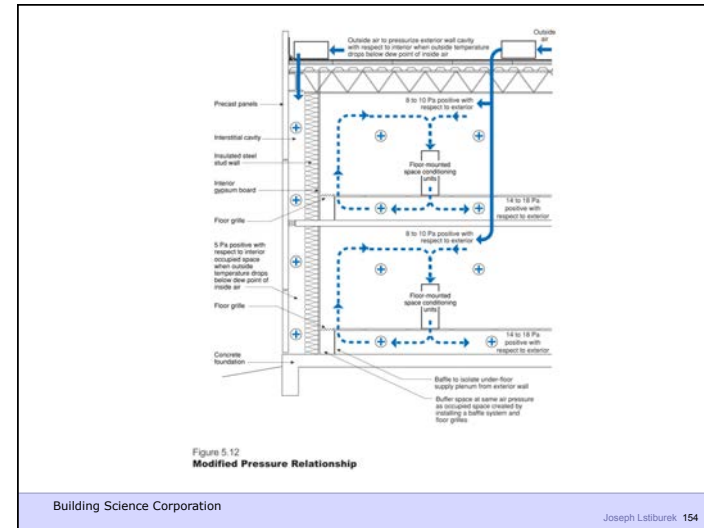 Outside air to pressurize exterior wall cavity
with respect to interior when outside temperature
drops below dew point of inside air
Outside
air
Precast panels
8 to 10 Pa positive with
respect to exterior
Interstitial cavity
Insulated steel
stud wall
Floor-mounted
space conditioning
units
Interior
gypsum board
14 to 18 Pa
positive with
respect to exterior
Floor grille
8 to 10 Pa positive with
respect to exterior
5 Pa positive with
respect to interior
occupied space
when outside
temperature drops
below dew point of
inside air
Floor-mounted
space conditioning
units
Floor grille
14 to 18 Pa
positive with
respect to exterior
Concrete
foundation
Baffle to isolate under-floor
supply plenum from exterior wall
Buffer space at same air pressure
as occupied space created by
installing a baffle system and
floor grilles
Figure 5.12
Modified Pressure Relationship
Building Science Corporation
Joseph Lstiburek 154